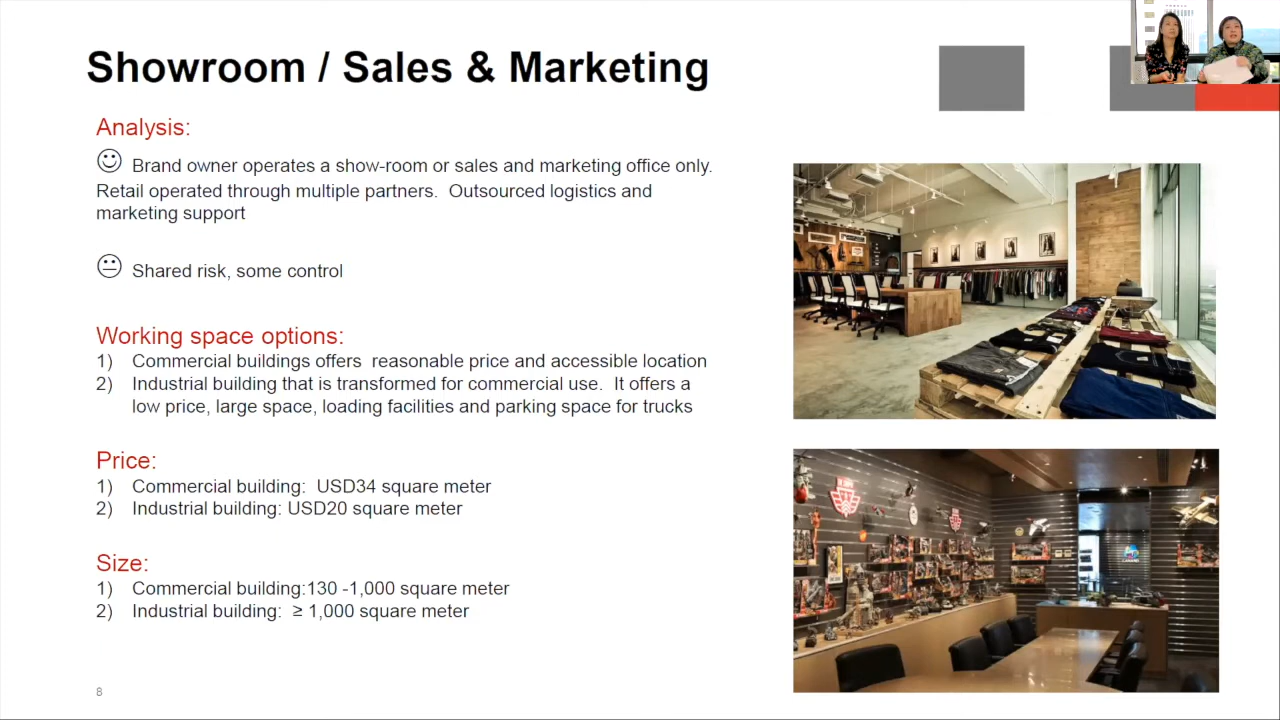 Showroom / Sales & Marketing
Analysis:
Brand owner operates a show-room or sales and marketing office only.
Retail operated through multiple partners.  Outsourced logistics and
marketing support
Shared risk, some control
Working space options:
1) Commercial buildings offers  reasonable price and accessible location
2) Industrial building that is transformed for commercial use.  It offers a
low price, large space, loading facilities and parking space for trucks
Price:
1) Commercial building:  USD34 square meter
2) Industrial building: USD20 square meter
Size:
1) Commercial building:130 -1,000 square meter
2) Industrial building:  ≥ 1,000 square meter
8